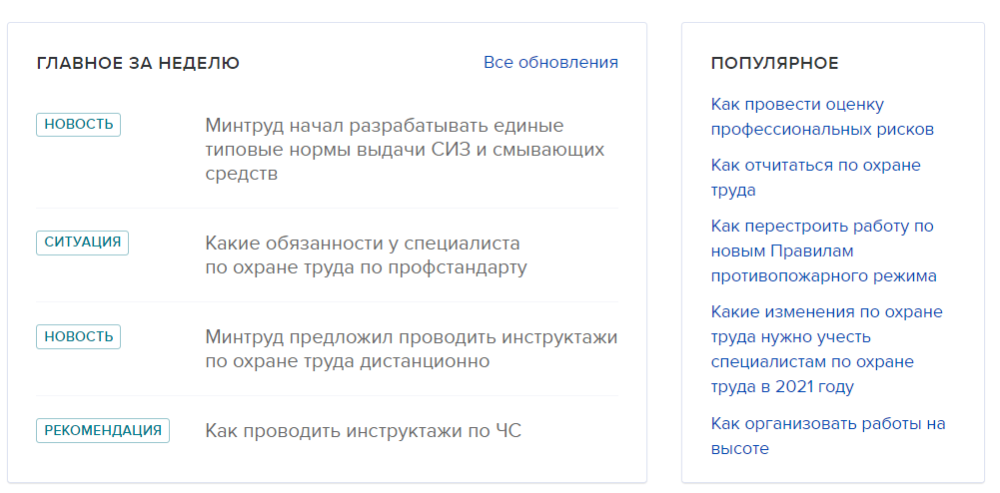 ГЛАВНОЕ ЗА НЕДЕЛЮ
Все обновления
НОВОСТЬ
Минтруд начал разрабатывать единые
типовые нормы выдачи СИЗ и смывающих
средств
СИТУАЦИЯ
Какие обязанности у специалиста
по охране труда по профстандарту
НОВОСТЬ
Минтруд предложил проводить инструктажи
по охране труда дистанционно
РЕКОМЕНДАЦИЯ
Как проводить инструктажи по ЧС
ПОПУЛЯРНОЕ
Как провести оценку
профессиональных рисков
Как отчитаться по охране
труда
Как перестроить работу по
новым Правилам
противопожарного режима
Какие изменения по охране
труда нужно учесть
специалистам по охране
труда в 2021 году
Как организовать работы на
высоте